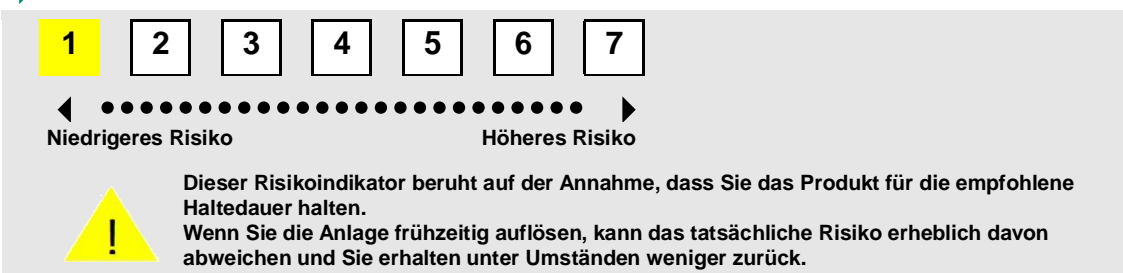 1 2 3 4 5 6 7
Niedrigeres Risiko Höheres Risiko
Dieser Risikoindikator beruht auf der Annahme, dass Sie das Produkt für die empfohlene
Haltedauer halten.
Wenn Sie die Anlage frühzeitig auflösen, kann das tatsächliche Risiko erheblich davon
abweichen und Sie erhalten unter Umständen weniger zurück.
!